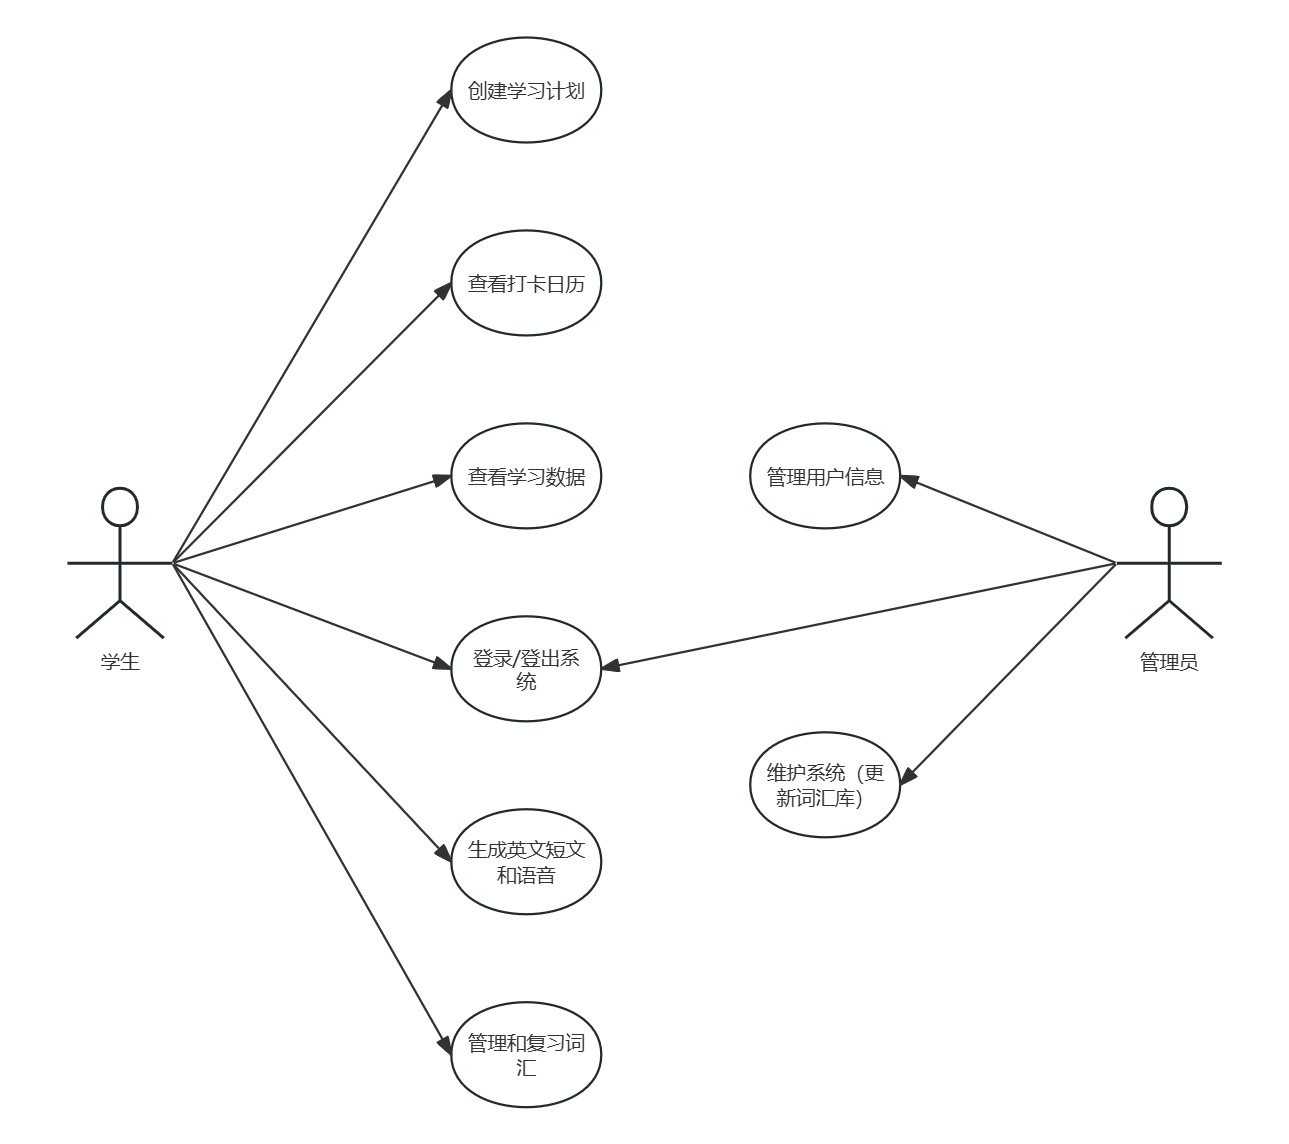 创建学习计划
查看打卡日历
查看学习数据
管理用户信息
学生
登录/登出系
统
管理员
维护系统（更
新词汇库）
生成英文短文
和语音
管理和复习词
汇